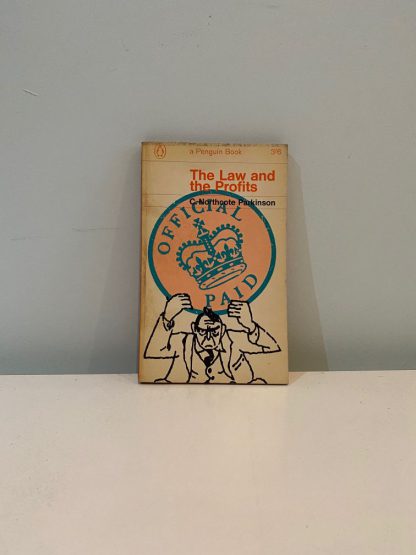 a Penguin Book 3/6
The Law and
the Profits
C. Northcote Parkinson
OFFICIAL
PAID